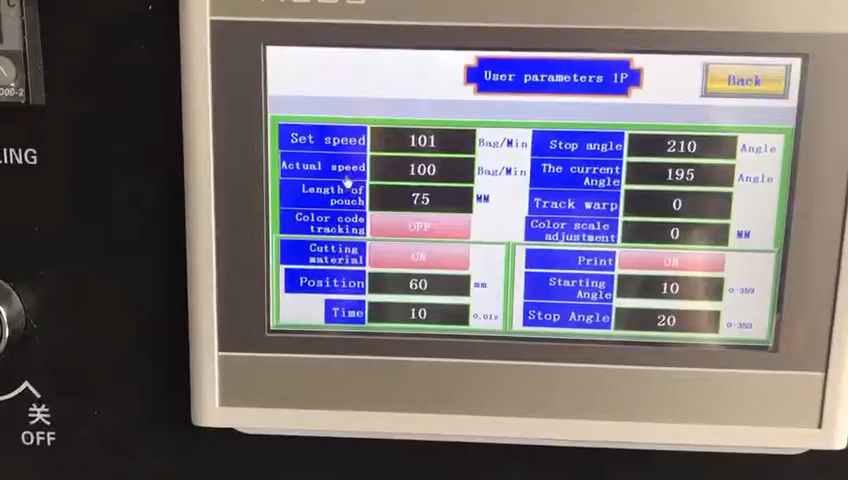 LING
User parameters 1P
Back
Set speed 101 Bag/Min
Stop angle 210 Angle
Actual speed 100 Bag/Min
The current Angle 195 Angle
Length of pouch 75 MM
Track warp 0
Color code tracking OFF
Color scale adjustment 0 MM
Cutting material ON
Print ON
Position 60 mm
Starting Angle 10 0-359
Time 10 0.01s
Stop Angle 20 0-359
关
OFF